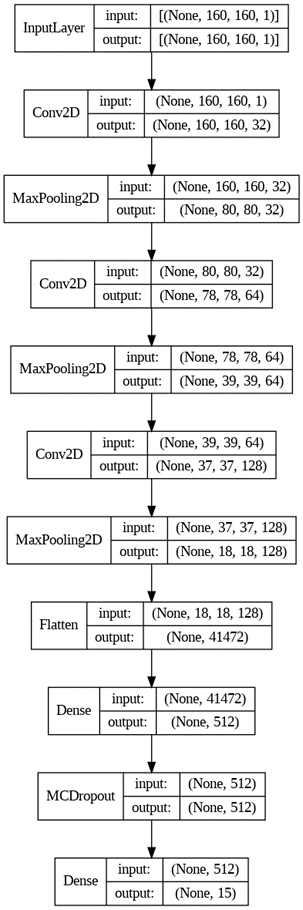 InputLayer input: [(None, 160, 160, 1)]
output: [(None, 160, 160, 1)]
Conv2D input: (None, 160, 160, 1)
output: (None, 160, 160, 32)
MaxPooling2D input: (None, 160, 160, 32)
output: (None, 80, 80, 32)
Conv2D input: (None, 80, 80, 32)
output: (None, 78, 78, 64)
MaxPooling2D input: (None, 78, 78, 64)
output: (None, 39, 39, 64)
Conv2D input: (None, 39, 39, 64)
output: (None, 37, 37, 128)
MaxPooling2D input: (None, 37, 37, 128)
output: (None, 18, 18, 128)
Flatten input: (None, 18, 18, 128)
output: (None, 41472)
Dense input: (None, 41472)
output: (None, 512)
MCDropout input: (None, 512)
output: (None, 512)
Dense input: (None, 512)
output: (None, 15)